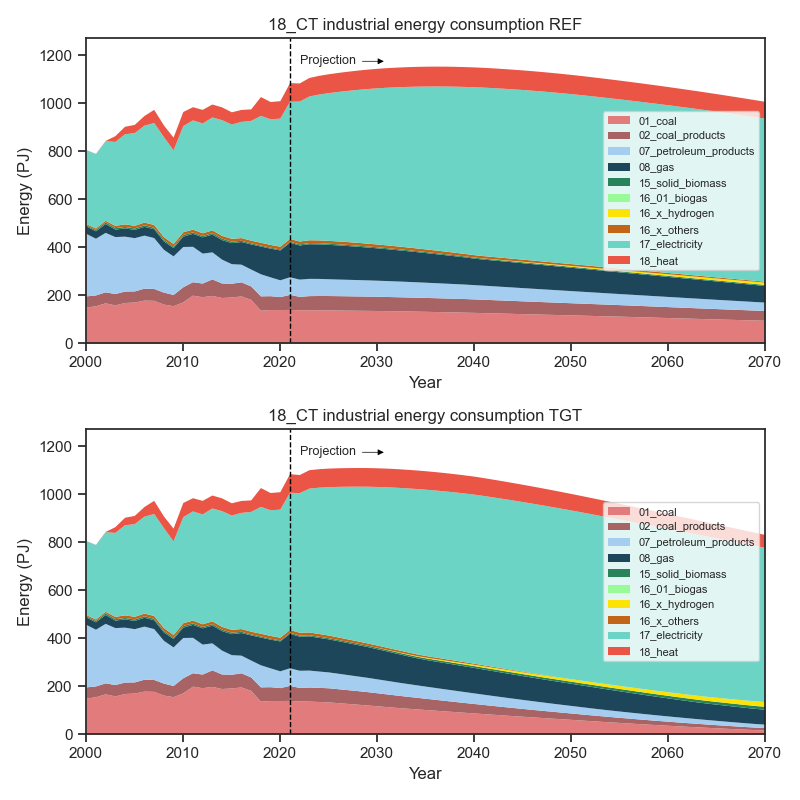 18_CT industrial energy consumption REF
Energy (PJ)
1200
1000
800
600
400
200
0
Projection
01_coal
02_coal_products
07_petroleum_products
08_gas
15_solid_biomass
16_01_biogas
16_x_hydrogen
16_x_others
17_electricity
18_heat
2000 2010 2020 2030 2040 2050 2060 2070
Year
18_CT industrial energy consumption TGT
Energy (PJ)
1200
1000
800
600
400
200
0
Projection
01_coal
02_coal_products
07_petroleum_products
08_gas
15_solid_biomass
16_01_biogas
16_x_hydrogen
16_x_others
17_electricity
18_heat
2000 2010 2020 2030 2040 2050 2060 2070
Year